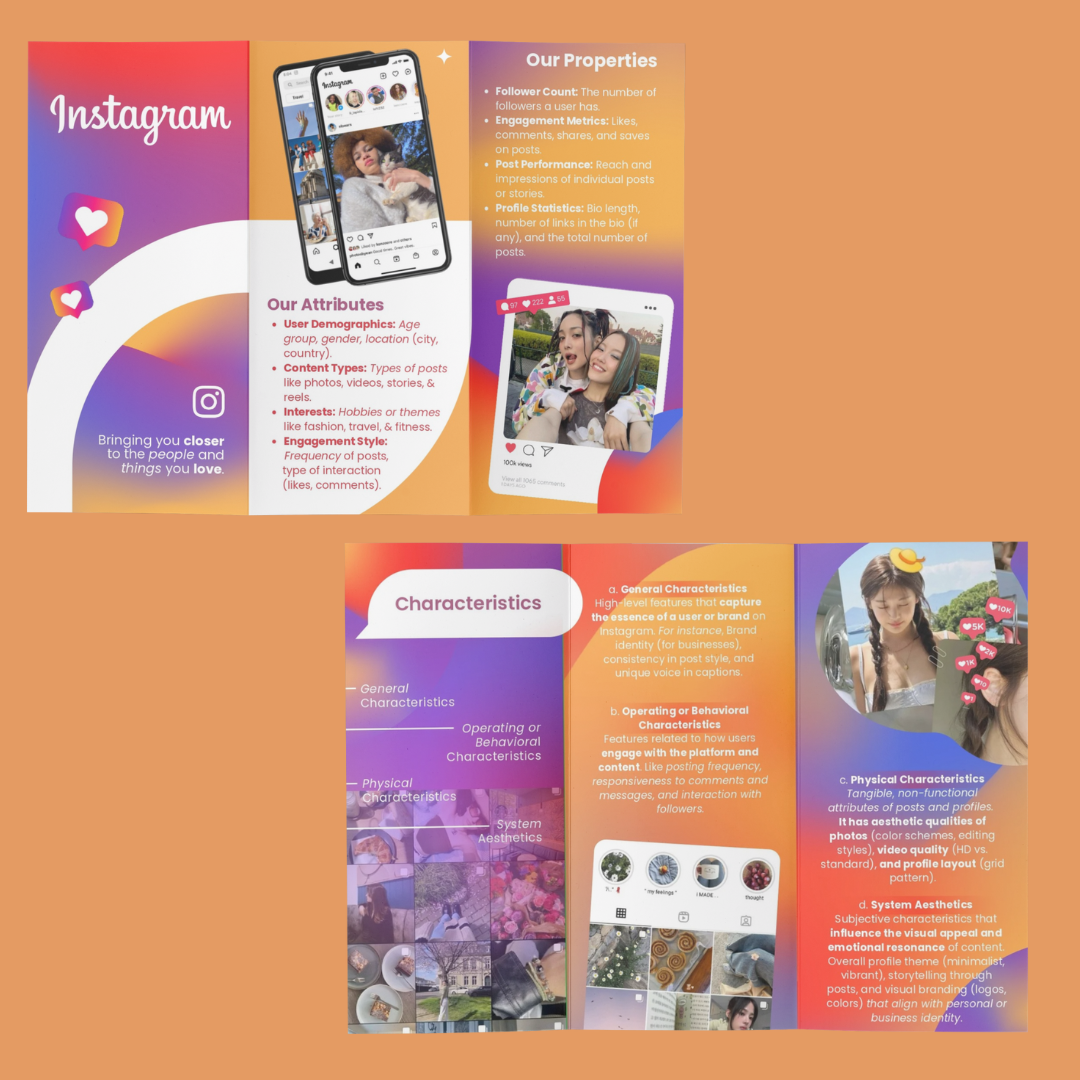 Instagram
Bringing you closer
to the people and
things you love.
9:41
Instagram
Our Attributes
• User Demographics: Age
group, gender, location (city,
country).
• Content Types: Types of posts
like photos, videos, stories, &
reels.
• Interests: Hobbies or themes
like fashion, travel, & fitness.
• Engagement Style:
Frequency of posts,
type of interaction
(likes, comments).
Our Properties
• Follower Count: The number of
followers a user has.
• Engagement Metrics: Likes,
comments, shares, and saves
on posts.
• Post Performance: Reach and
impressions of individual posts
or stories.
• Profile Statistics: Bio length,
number of links in the bio (if
any), and the total number of
posts.
97 222 65
100k views
View all 1065 comments
Characteristics
General
Characteristics
Operating or
Behavioral
Characteristics
Physical
Characteristics
System
Aesthetics
a. General Characteristics
High-level features that capture
the essence of a user or brand on
Instagram. For instance, Brand
identity (for businesses),
consistency in post style, and
unique voice in captions.
b. Operating or Behavioral
Characteristics
Features related to how users
engage with the platform and
content. Like posting frequency,
responsiveness to comments and
messages, and interaction with
followers.
" my feelings "
I MADE. . .
thought
10K
5K
2K
1K
10
1
c. Physical Characteristics
Tangible, non-functional
attributes of posts and profiles.
It has aesthetic qualities of
photos (color schemes, editing
styles), video quality (HD vs.
standard), and profile layout (grid
pattern).
d. System Aesthetics
Subjective characteristics that
influence the visual appeal and
emotional resonance of content.
Overall profile theme (minimalist,
vibrant), storytelling through
posts, and visual branding (logos,
colors) that align with personal or
business identity.